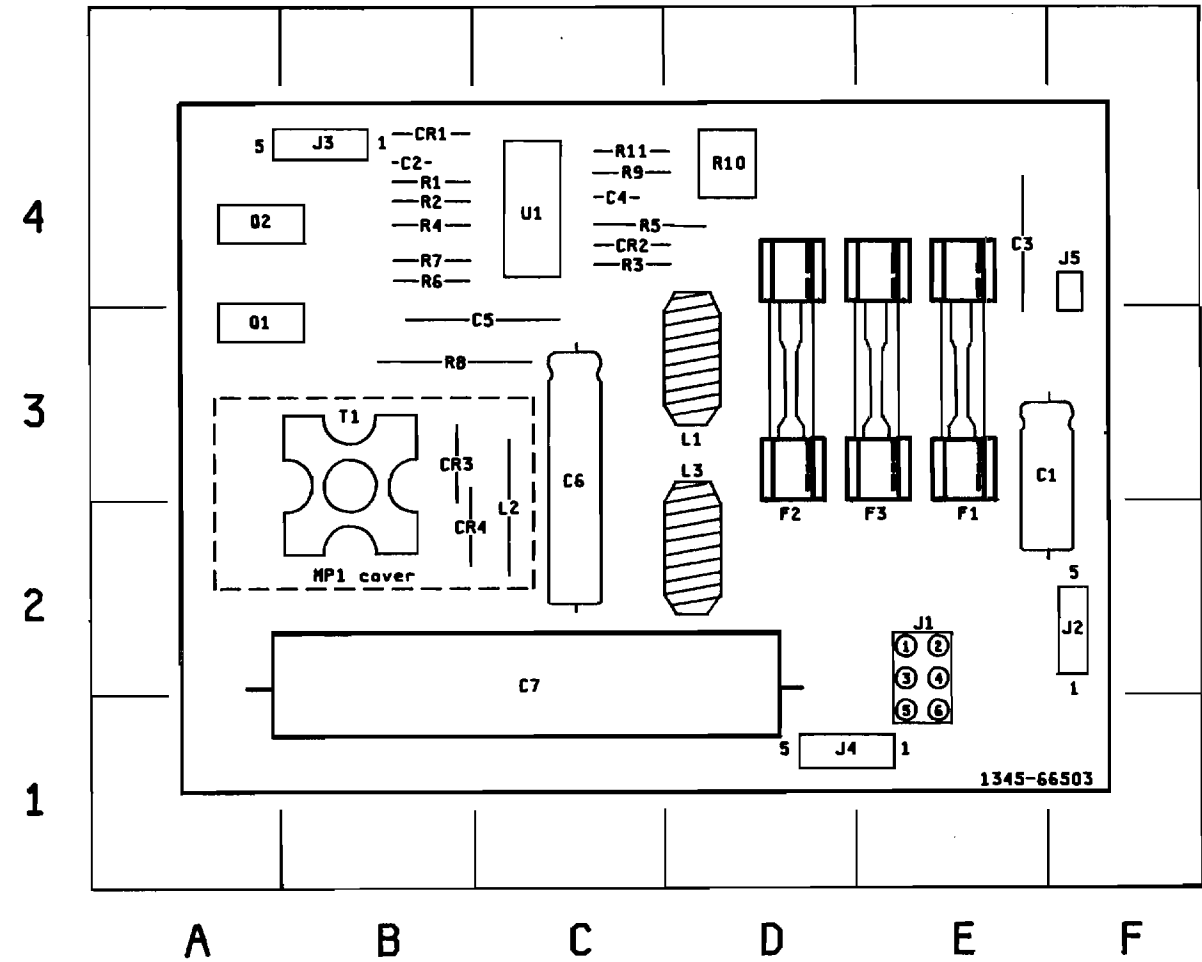 CR1
5 J3 1
C2
R11
R9
R10
R1
R2
C4
4
Q2
U1
R4
R5
CR2
C3
R7
R3
J5
R6
Q1
C5
R8
3
T1
L1
CR3
L3
C6
C1
L2
F2
F3
F1
CR4
MP1 cover
5
2
J1
J2
1 2
3 4
C7
1
5 6
5 J4 1
1345-66503
1
A B C D E F